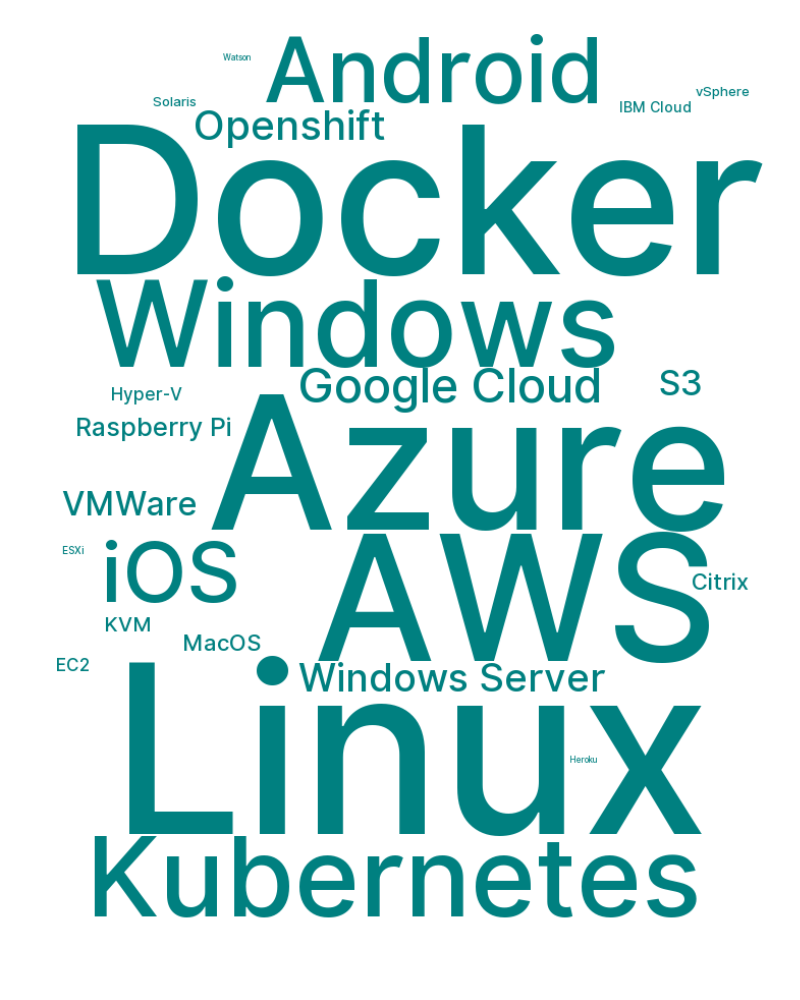 Android
Watson
vSphere
Solaris
IBM Cloud
Openshift
Docker
Windows
Google Cloud
S3
Hyper-V
Raspberry Pi
Azure
VMWare
ESXi
iOS
AWS
Citrix
KVM
MacOS
EC2
Windows Server
Linux
Heroku
Kubernetes